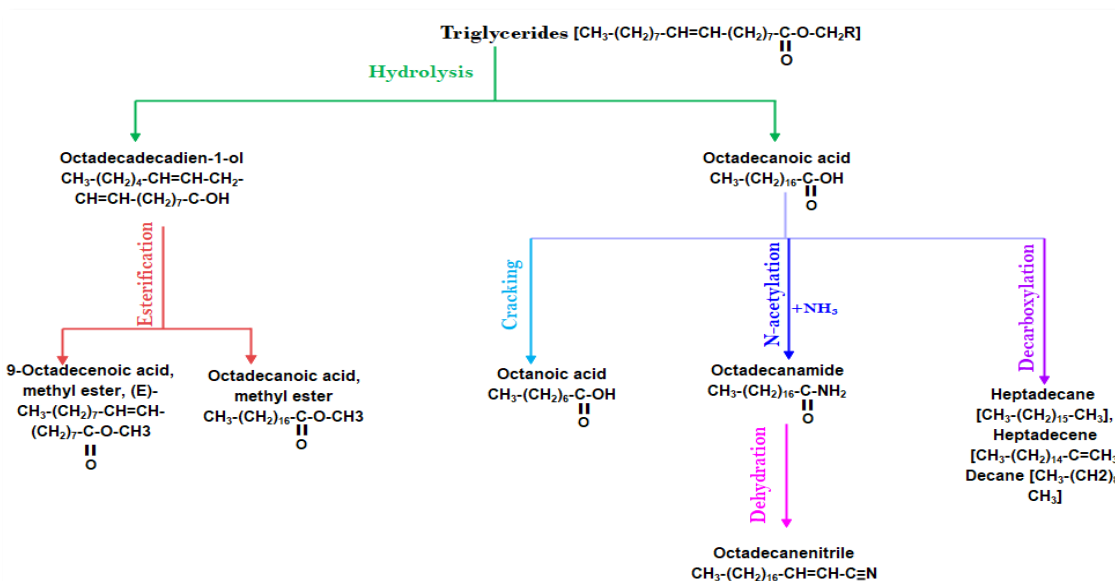 Triglycerides [CH₃-(CH₂)₇-CH=CH-(CH₂)₇-C-O-CH₂R]
O
Hydrolysis
Octadecadecadien-1-ol
CH₃-(CH₂)₄-CH=CH-CH₂-
CH=CH-(CH₂)₇-C-OH
Octadecanoic acid
CH₃-(CH₂)₁₆-C-OH
O
Esterification
Cracking
N-acetylation
+NH₃
Decarboxylation
9-Octadecenoic acid,
methyl ester, (E)-
CH₃-(CH₂)₇-CH=CH-
(CH₂)₇-C-O-CH3
O
Octadecanoic acid,
methyl ester
CH₃-(CH₂)₁₆-C-O-CH3
O
Octanoic acid
CH₃-(CH₂)₆-C-OH
O
Octadecanamide
CH₃-(CH₂)₁₆-C-NH₂
O
Heptadecane
[CH₃-(CH₂)₁₅-CH₃],
Heptadecene
[CH₃-(CH₂)₁₄-C=CH₃
Decane [CH₃-(CH2)
CH₃]
Dehydration
Octadecanenitrile
CH₃-(CH₂)₁₆-CH=CH-C≡N